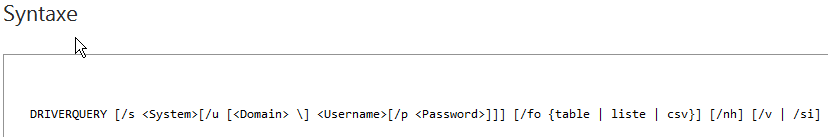 Syntaxe
DRIVERQUERY [/s <System>[/u [<Domain> \] <Username>[/p <Password>]]] [/fo {table | liste | csv}] [/nh] [/v | /si]